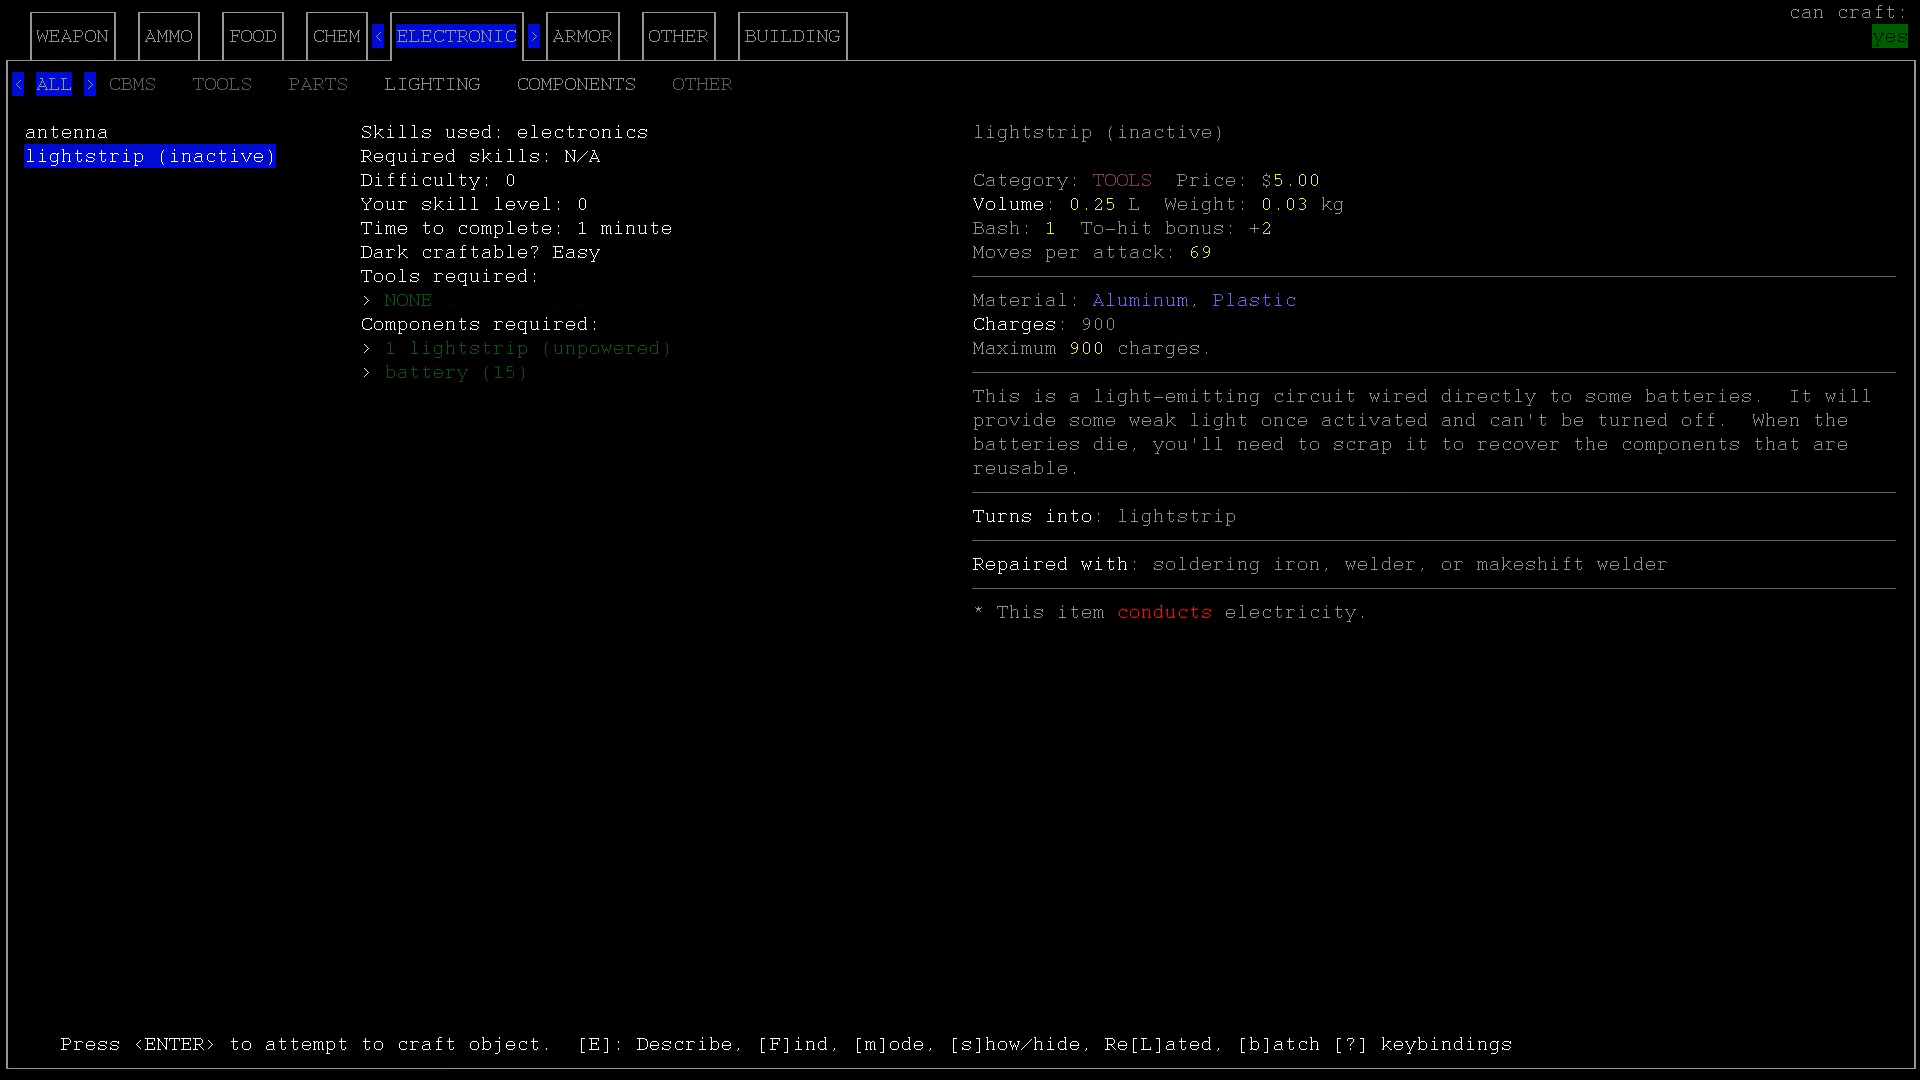 can craft:
WEAPON AMMO FOOD CHEM < ELECTRONIC > ARMOR OTHER BUILDING yes
< ALL > CBMS TOOLS PARTS LIGHTING COMPONENTS OTHER
antenna
lightstrip (inactive)
Skills used: electronics
Required skills: N/A
Difficulty: 0
Your skill level: 0
Time to complete: 1 minute
Dark craftable? Easy
Tools required:
> NONE
Components required:
> 1 lightstrip (unpowered)
> battery (15)
lightstrip (inactive)
Category: TOOLS Price: $5.00
Volume: 0.25 L Weight: 0.03 kg
Bash: 1 To-hit bonus: +2
Moves per attack: 69
Material: Aluminum, Plastic
Charges: 900
Maximum 900 charges.
This is a light-emitting circuit wired directly to some batteries. It will
provide some weak light once activated and can't be turned off. When the
batteries die, you'll need to scrap it to recover the components that are
reusable.
Turns into: lightstrip
Repaired with: soldering iron, welder, or makeshift welder
* This item conducts electricity.
Press <ENTER> to attempt to craft object. [E]: Describe, [F]ind, [m]ode, [s]how/hide, Re[L]ated, [b]atch [?] keybindings